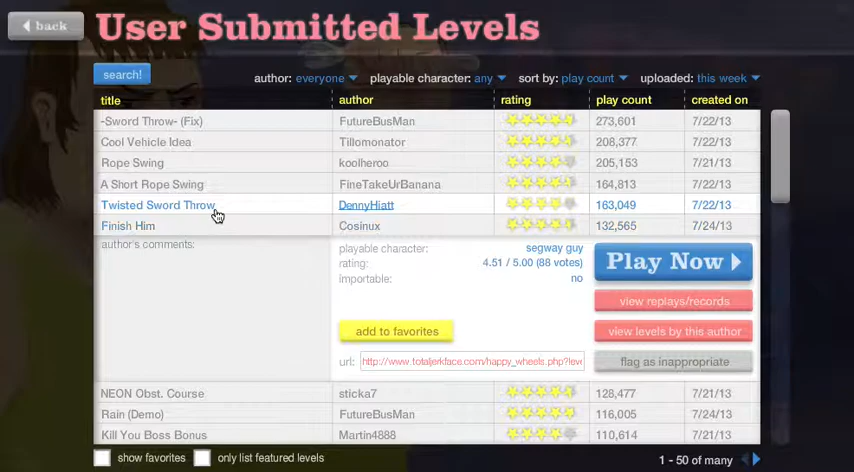 back
User Submitted Levels
search!
author: everyone playable character: any sort by: play count uploaded: this week
title author rating play count created on
-Sword Throw- (Fix) FutureBusMan 273,601 7/22/13
Cool Vehicle Idea Tillomonator 208,377 7/22/13
Rope Swing koolheroo 205,153 7/21/13
A Short Rope Swing FineTakeUrBanana 164,813 7/22/13
Twisted Sword Throw DennyHiatt 163,049 7/22/13
Finish Him Cosinux 132,565 7/24/13
author's comments:
playable character: segway guy
rating: 4.51 / 5.00 (88 votes)
importable: no
Play Now
view replays/records
add to favorites
view levels by this author
url: http://www.totaljerkface.com/happy_wheels.php?leve
flag as inappropriate
NEON Obst. Course sticka7 128,477 7/21/13
Rain (Demo) FutureBusMan 116,005 7/24/13
Kill You Boss Bonus Martin4888 110,614 7/21/13
show favorites only list featured levels
1 - 50 of many